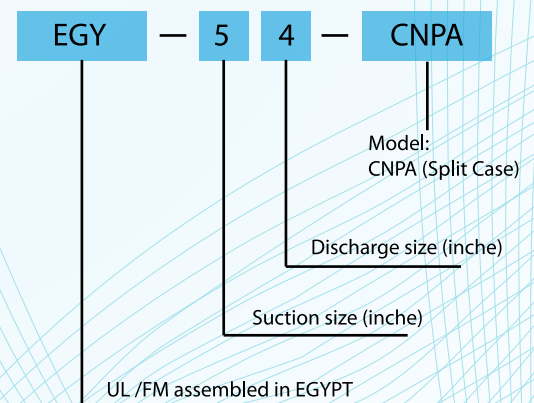 EGY — 5 4 — CNPA
Model:
CNPA (Split Case)
Discharge size (inche)
Suction size (inche)
UL /FM assembled in EGYPT